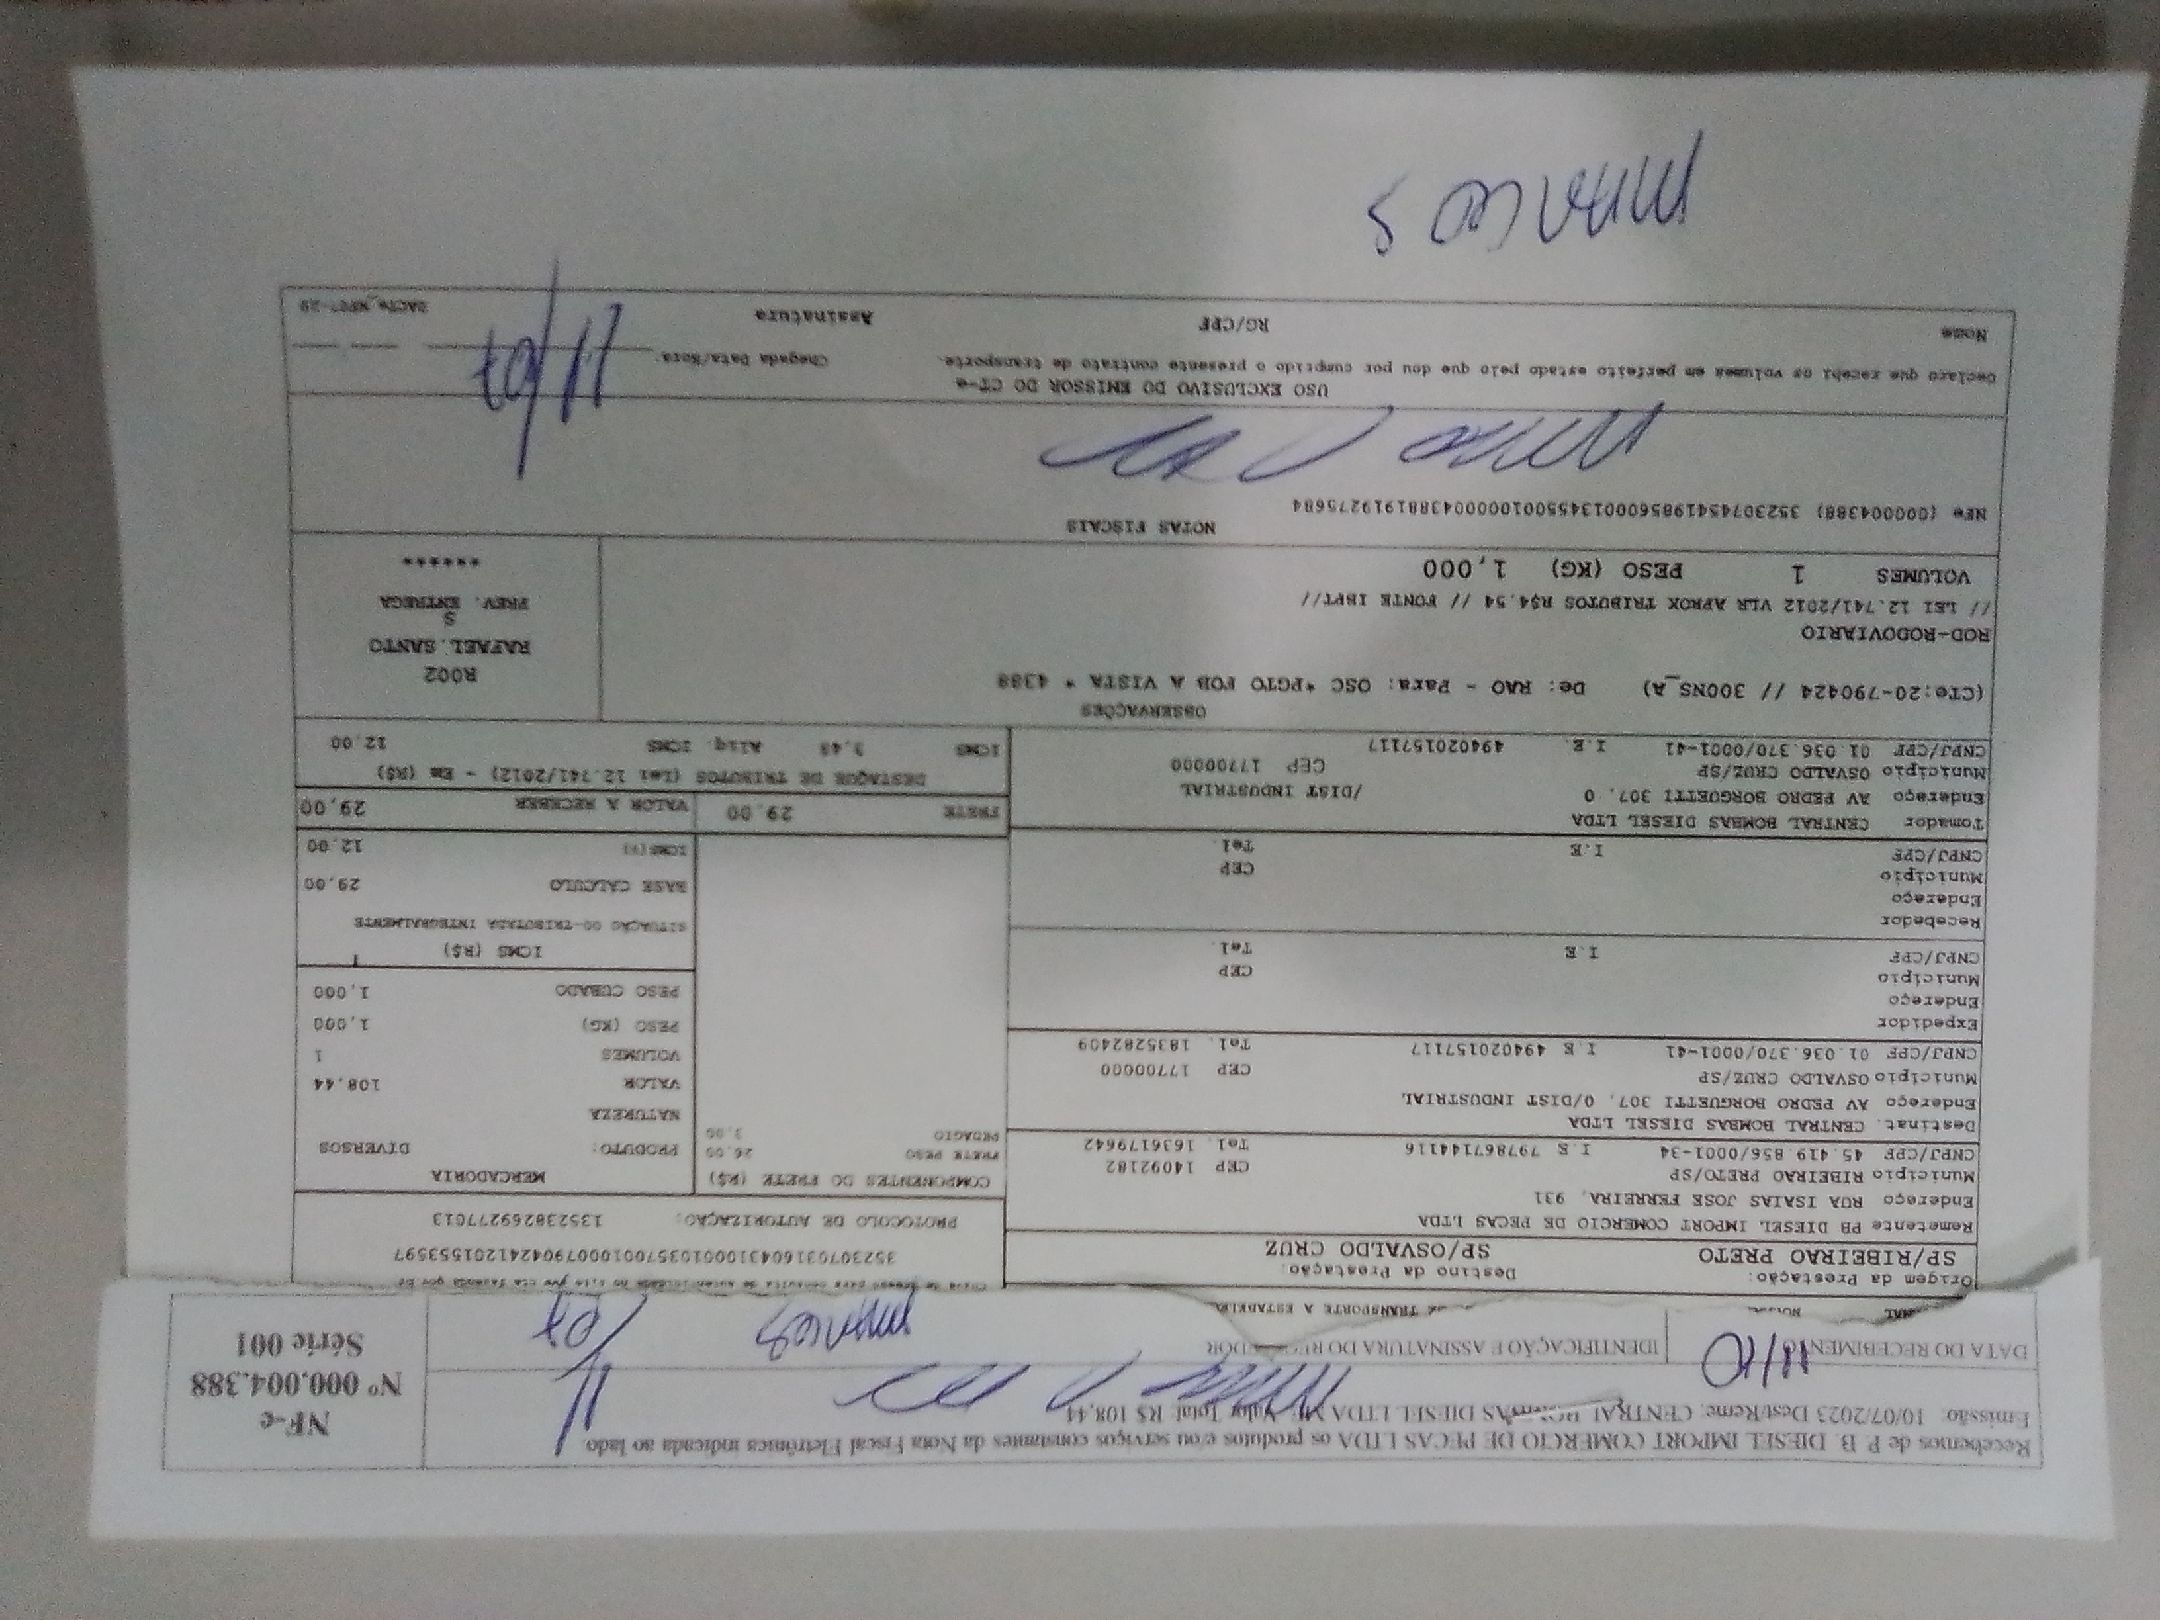 Recebemos de P. B. DIESEL IMPORT COMERCIO DE PECAS LTDA os produtos e/ou serviços constantes da Nota Fiscal Eletrônica indicada ao lado
Emissão: 10/07/2023 Dest/Reme: CENTRAL BOMBAS DIESEL LTDA Valor Total: R$ 108,44
NF-e
Nº 000.004.388
Série 001
DATA DO RECEBIMENTO
IDENTIFICAÇÃO E ASSINATURA DO RECEBEDOR
11/07
marcos
Origem da Prestação: Destino da Prestação:
SP/RIBEIRAO PRETO SP/OSVALDO CRUZ
Remetente PB DIESEL IMPORT COMERCIO DE PECAS LTDA
Endereço RUA ISAIAS JOSE FERREIRA, 931
Município RIBEIRAO PRETO/SP CEP 14092182
CNPJ/CPF 45.419.856/0001-34 I.E 797867144116 Tel. 1636179642
Destinat. CENTRAL BOMBAS DIESEL LTDA
Endereço AV PEDRO BORGUETTI 307, 0/DIST INDUSTRIAL
Município OSVALDO CRUZ/SP CEP 17700000
CNPJ/CPF 01.036.370/0001-41 I.E 494020157117 Tel. 1835282409
Expedidor
Endereço
Município CEP
CNPJ/CPF I.E Tel.
Recebedor
Endereço
Município CEP
CNPJ/CPF I.E Tel.
Tomador CENTRAL BOMBAS DIESEL LTDA
Endereço AV PEDRO BORGUETTI 307, 0 /DIST INDUSTRIAL
Município OSVALDO CRUZ/SP CEP 17700000
CNPJ/CPF 01.036.370/0001-41 I.E. 494020157117
35230703160431000103570010007904241201553597
PROTOCOLO DE AUTORIZAÇÃO: 135238269277013
COMPONENTES DO FRETE (R$)
FRETE PESO 26.00
PEDAGIO 3.00
MERCADORIA
PRODUTO: DIVERSOS
NATUREZA
VALOR 108,44
VOLUMES 1
PESO (KG) 1,000
PESO CUBADO 1,000
ICMS (R$)
SITUAÇÃO 00-TRIBUTADA INTEGRALMENTE
BASE CALCULO 29,00
ICMS(%) 12,00
FRETE 29.00 VALOR A RECEBER 29,00
DESTAQUE DE TRIBUTOS (Lei 12.741/2012) - Em (R$)
ICMS 3,48 Aliq. ICMS 12.00
OBSERVAÇÕES
(CTe:20-790424 // 300NS_A) De: RAO - Para: OSC *PGTO FOB A VISTA * 4388
ROD-RODOVIARIO
// LEI 12.741/2012 VLR APROX TRIBUTOS R$4.54 // FONTE IBPT//
VOLUMES 1 PESO (KG) 1,000
R002
RAFAEL.SANTO
S
PREV. ENTREGA
******
NOTAS FISCAIS
NFe (000004388) 35230745419856000134550010000043881919275684
USO EXCLUSIVO DO EMISSOR DO CT-e
Declaro que recebi os volumes em perfeito estado pelo que dou por cumprido o presente contrato de transporte.
Chegada Data/Hora:
11/07
Nome RG/CPF Assinatura
marcos